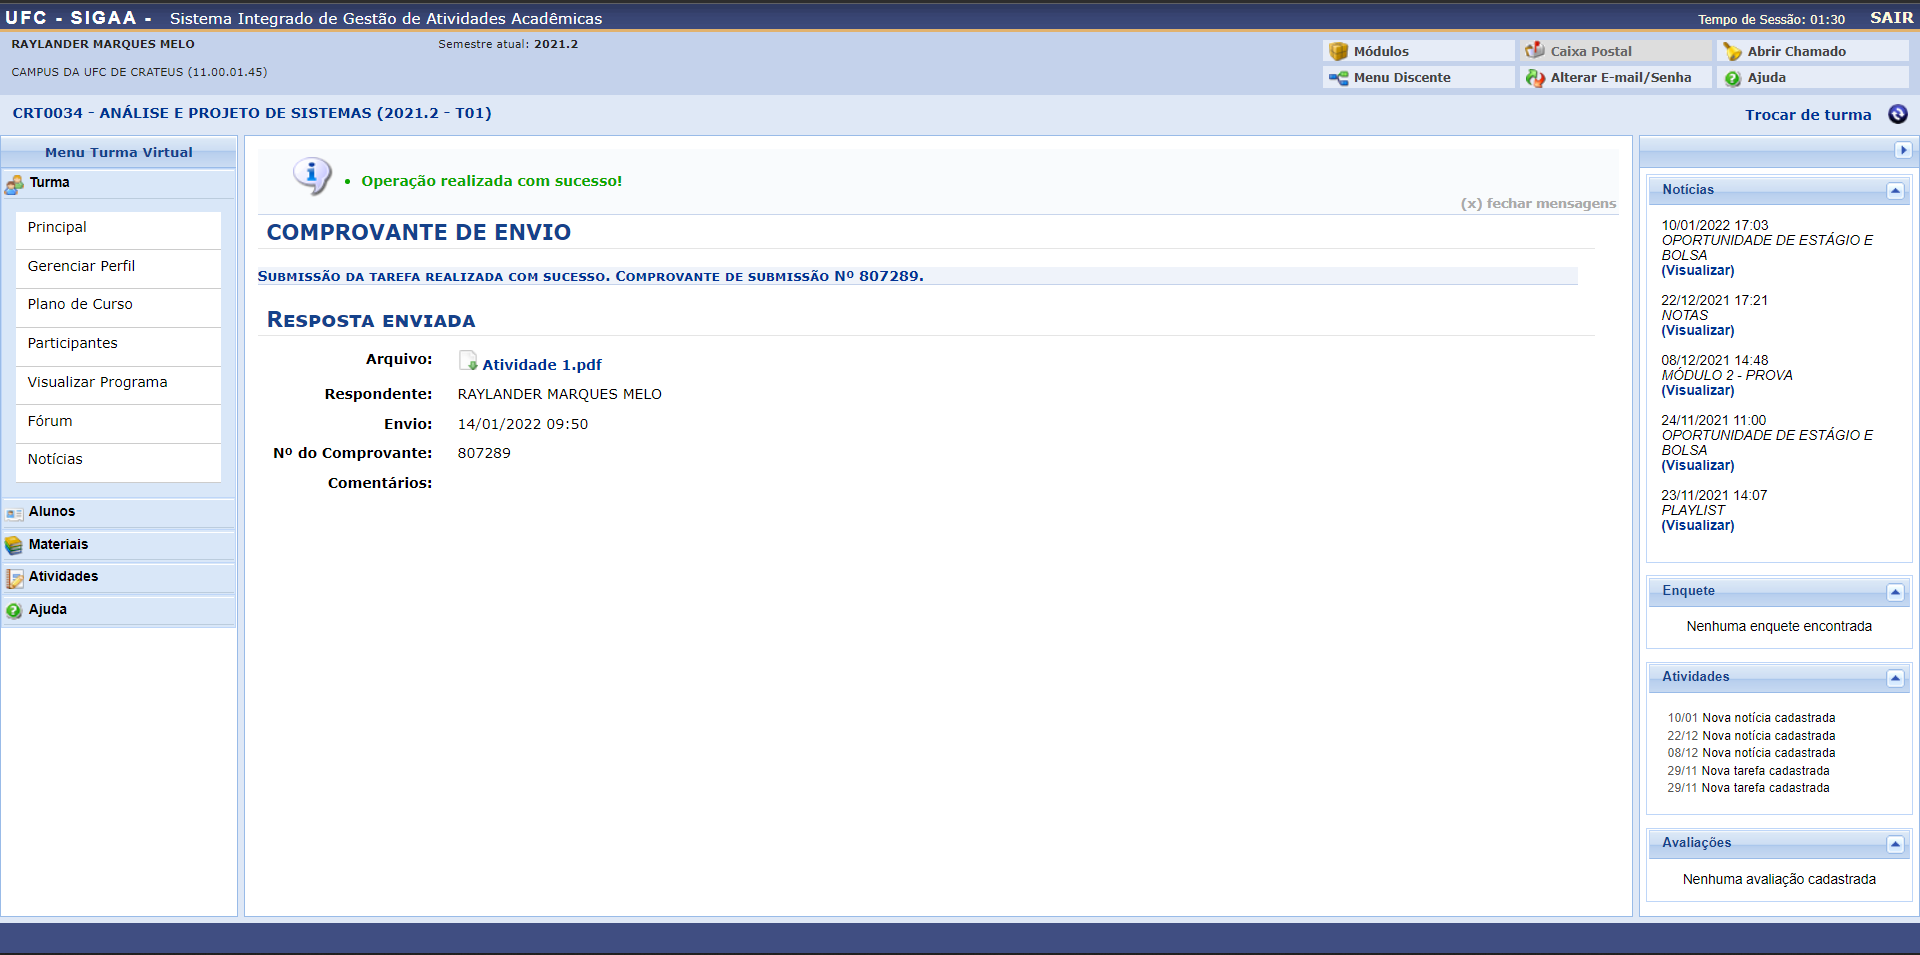 UFC - SIGAA -   Sistema Integrado de Gestão de Atividades Acadêmicas
Tempo de Sessão: 01:30   SAIR
RAYLANDER MARQUES MELO
Semestre atual: 2021.2
CAMPUS DA UFC DE CRATEUS (11.00.01.45)
Módulos
Caixa Postal
Abrir Chamado
Menu Discente
Alterar E-mail/Senha
Ajuda
CRT0034 - ANÁLISE E PROJETO DE SISTEMAS (2021.2 - T01)
Trocar de turma
Menu Turma Virtual
Turma
Principal
Gerenciar Perfil
Plano de Curso
Participantes
Visualizar Programa
Fórum
Notícias
Alunos
Materiais
Atividades
Ajuda
Operação realizada com sucesso!
(x) fechar mensagens
COMPROVANTE DE ENVIO
Submissão da tarefa realizada com sucesso. Comprovante de submissão Nº 807289.
Resposta enviada
Arquivo: Atividade 1.pdf
Respondente: RAYLANDER MARQUES MELO
Envio: 14/01/2022 09:50
Nº do Comprovante: 807289
Comentários:
Notícias
10/01/2022 17:03
OPORTUNIDADE DE ESTÁGIO E
BOLSA
(Visualizar)
22/12/2021 17:21
NOTAS
(Visualizar)
08/12/2021 14:48
MÓDULO 2 - PROVA
(Visualizar)
24/11/2021 11:00
OPORTUNIDADE DE ESTÁGIO E
BOLSA
(Visualizar)
23/11/2021 14:07
PLAYLIST
(Visualizar)
Enquete
Nenhuma enquete encontrada
Atividades
10/01 Nova notícia cadastrada
22/12 Nova notícia cadastrada
08/12 Nova notícia cadastrada
29/11 Nova tarefa cadastrada
29/11 Nova tarefa cadastrada
Avaliações
Nenhuma avaliação cadastrada